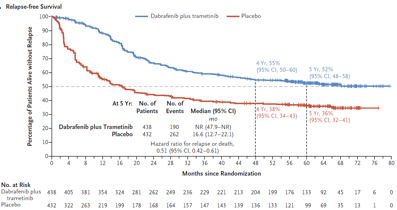 Relapse-free Survival
Dabrafenib plus trametinib
Placebo
Percentage of Patients Alive without Relapse
100
90
80
70
60
50
40
30
20
10
0
4 Yr, 55%
(95% CI, 50–60)
5 Yr, 52%
(95% CI, 48–58)
4 Yr, 38%
(95% CI, 34–43)
5 Yr, 36%
(95% CI, 32–41)
At 5 Yr: No. of Patients No. of Events Median (95% CI)
mo
Dabrafenib plus Trametinib 438 190 NR (47.9–NR)
Placebo 432 262 16.6 (12.7–22.1)
Hazard ratio for relapse or death,
0.51 (95% CI, 0.42–0.61)
0 4 8 12 16 20 24 28 32 36 40 44 48 52 56 60 64 68 72 76 80
Months since Randomization
No. at Risk
Dabrafenib plus trametinib 438 405 381 354 324 281 262 249 236 229 221 213 204 197 176 133 92 45 17 6 0
Placebo 432 322 263 219 199 178 168 164 157 147 143 139 136 133 121 99 69 36 13 1 0